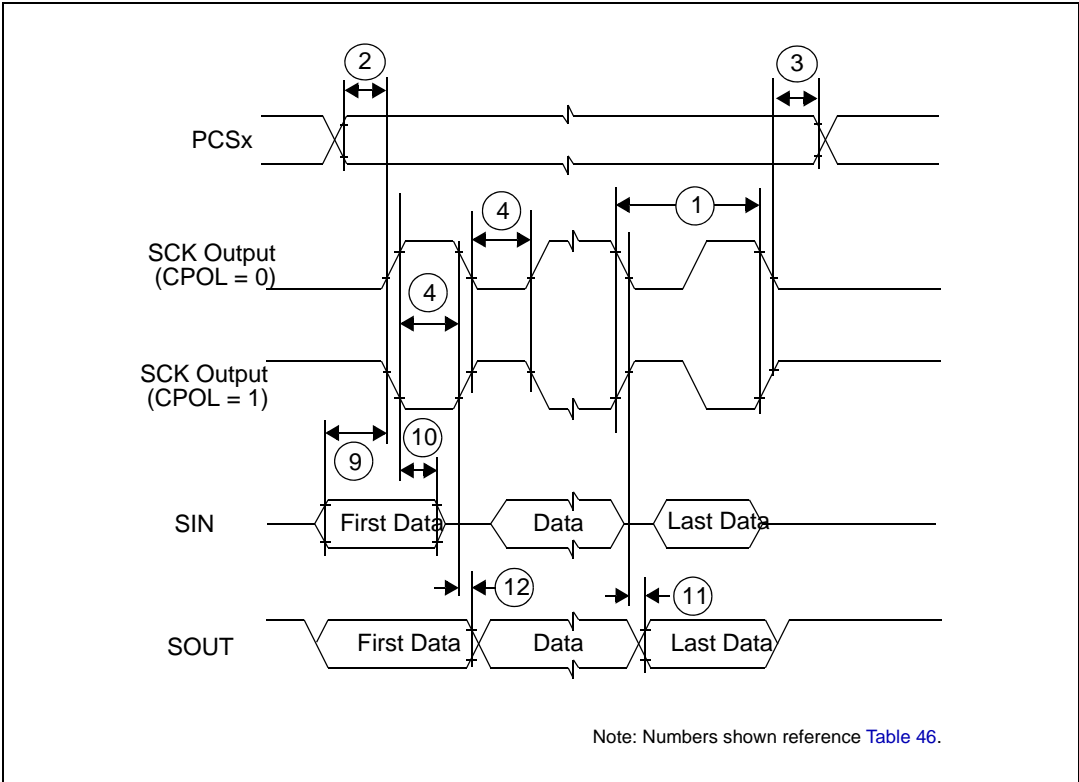 2
3
PCSx
1
4
SCK Output
(CPOL = 0)
4
SCK Output
(CPOL = 1)
10
9
SIN
First Data
Data
Last Data
12
11
SOUT
First Data
Data
Last Data
Note: Numbers shown reference Table 46.